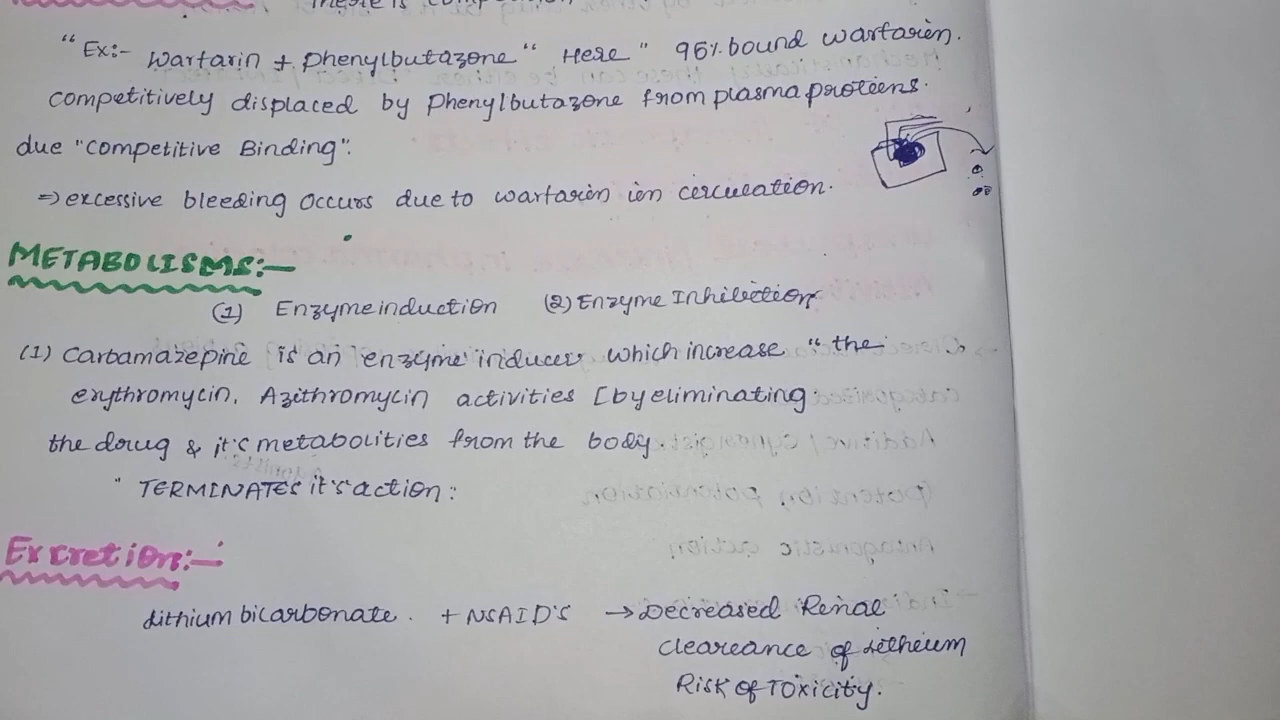 "Ex:- Warfarin + Phenylbutazone" Here " 96% bound warfarien.
competitively displaced by Phenylbutazone from plasma proteins.
due "competitive Binding".
=> excessive bleeding occurs due to warfarin in circulation.
METABOLISMS:-
(1) Enzyme induction (2) Enzyme Inhibition
(1) Carbamazepine is an enzyme inducer which increase "the
erythromycin. Azithromycin activities [by eliminating
the drug & it's metabolities from the body.
" TERMINATES it's action:
Excretion:-
Lithium bicarbonate. + NSAID'S → Decreased Renal
Cleareance of Letheium
Risk of Toxicity.